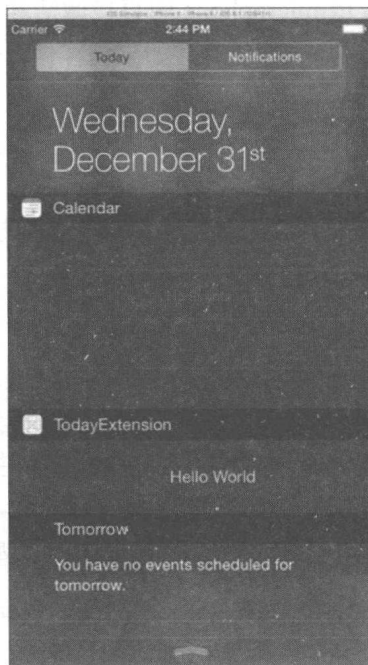 Carrier 2:44 PM
Today Notifications
Wednesday,
December 31st
Calendar
TodayExtension
Hello World
Tomorrow
You have no events scheduled for
tomorrow.